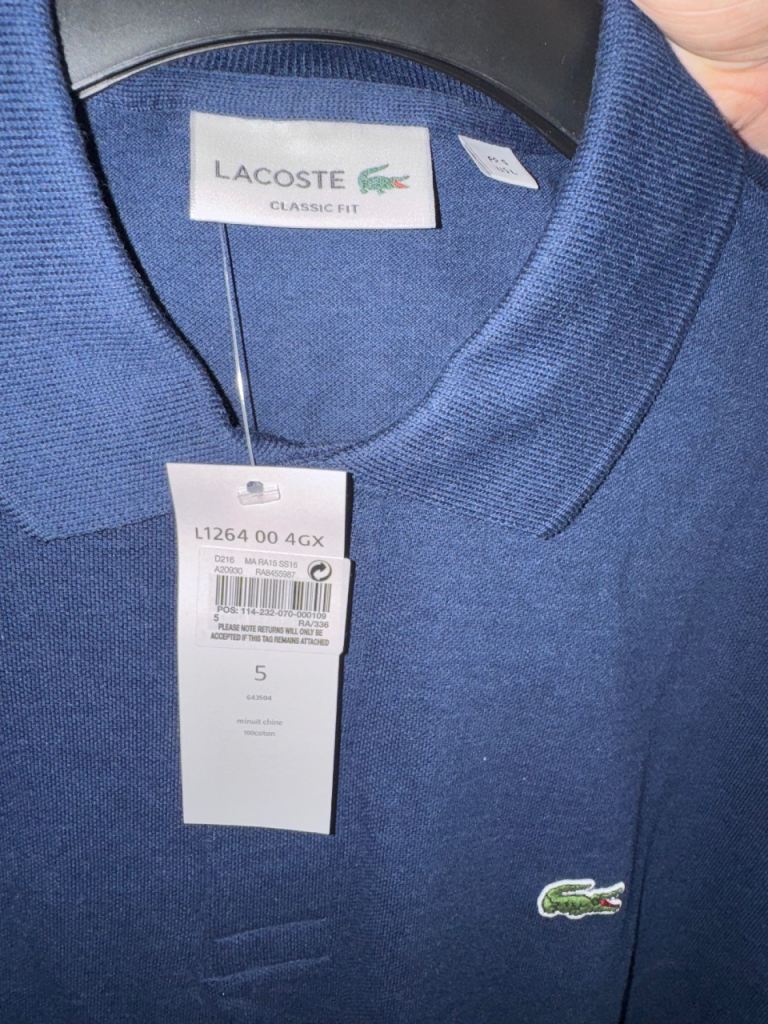 LACOSTE
CLASSIC FIT
L1264 00 4GX
D216 MA RA15 SS16
A20930 RA8455987
POS: 114-232-070-000109
5 RA/336
PLEASE NOTE RETURNS WILL ONLY BE
ACCEPTED IF THIS TAG REMAINS ATTACHED
5
643504
minuit chine
100coton